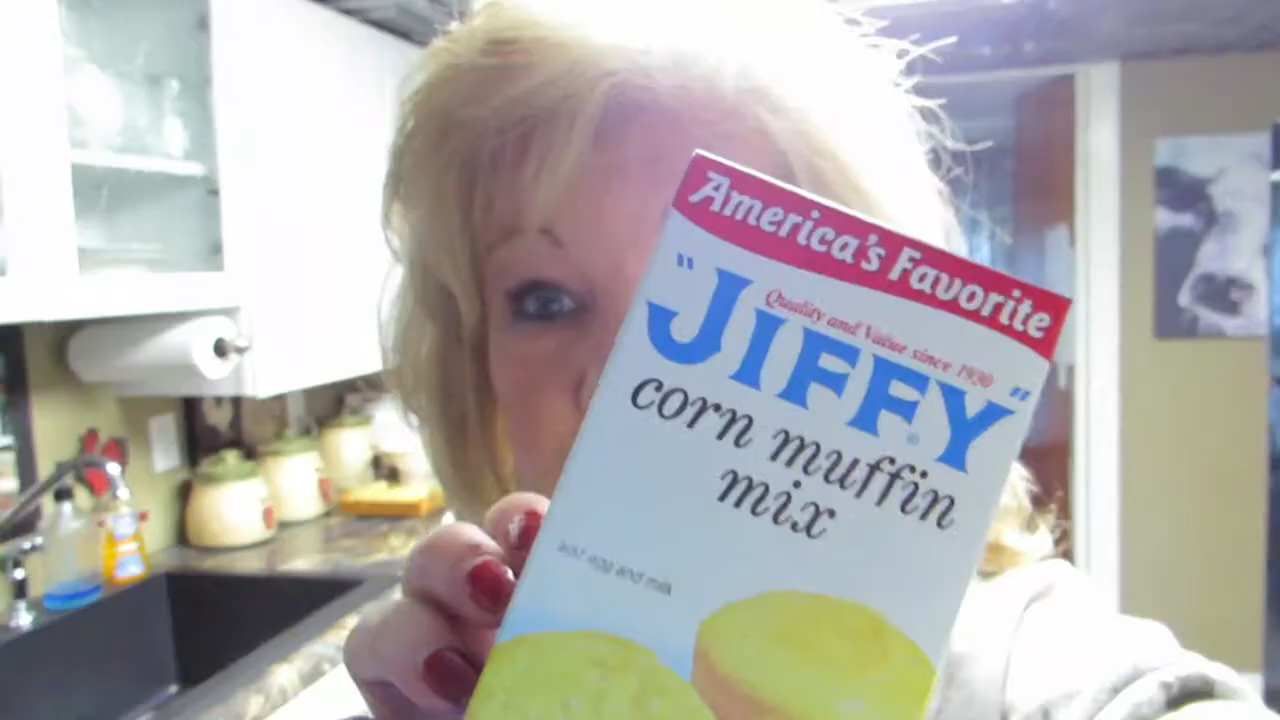 America's Favorite
Quality and Value since 1930
"JIFFY"®
corn muffin
mix
add egg and milk